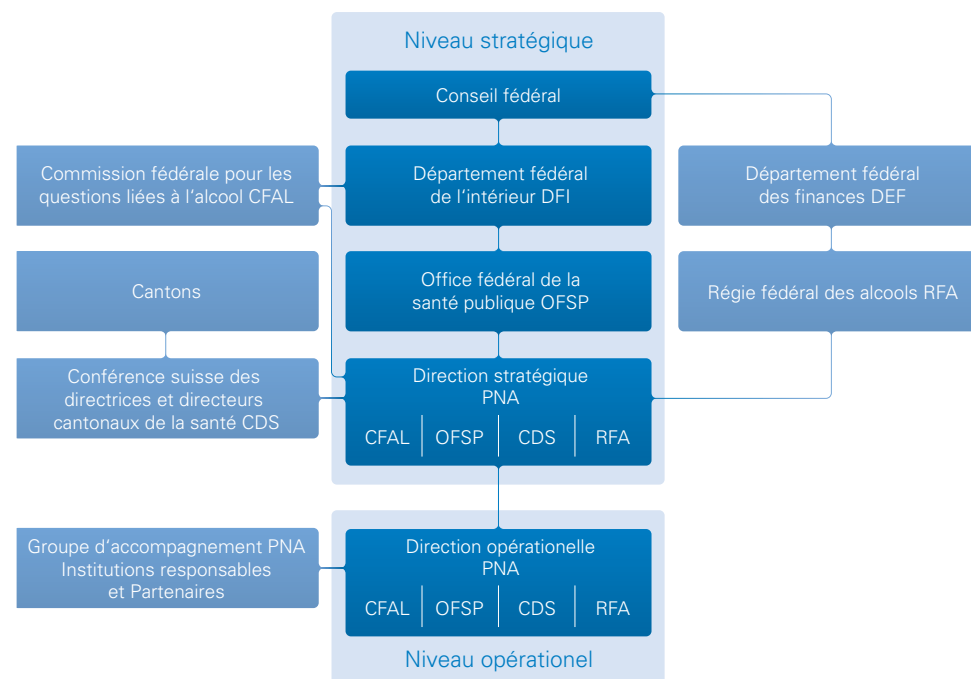 Niveau stratégique
Conseil fédéral
Commission fédérale pour les
questions liées à l'alcool CFAL
Département fédéral
de l'intérieur DFI
Département fédéral
des finances DEF
Cantons
Office fédéral de la
santé publique OFSP
Régie fédéral des alcools RFA
Conférence suisse des
directrices et directeurs
cantonaux de la santé CDS
Direction stratégique
PNA
CFAL OFSP CDS RFA
Groupe d'accompagnement PNA
Institutions responsables
et Partenaires
Direction opérationelle
PNA
CFAL OFSP CDS RFA
Niveau opérationel